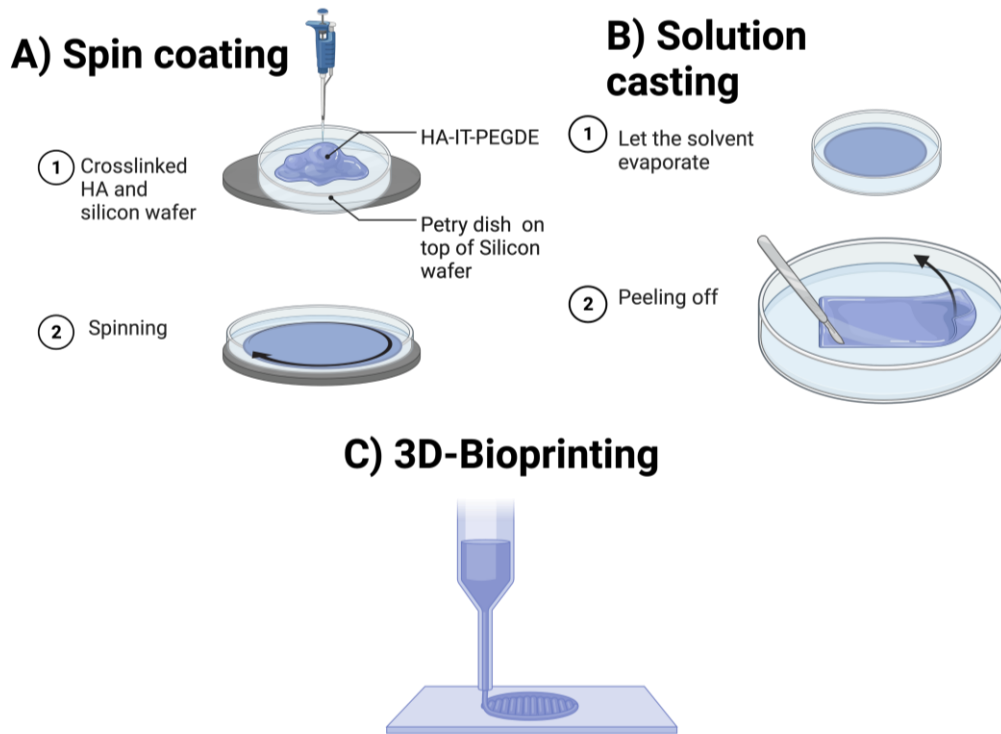 A) Spin coating
HA-IT-PEGDE
1
Crosslinked
HA and
silicon wafer
Petry dish on
top of Silicon
wafer
2
Spinning
B) Solution
casting
1
Let the solvent
evaporate
2
Peeling off
C) 3D-Bioprinting